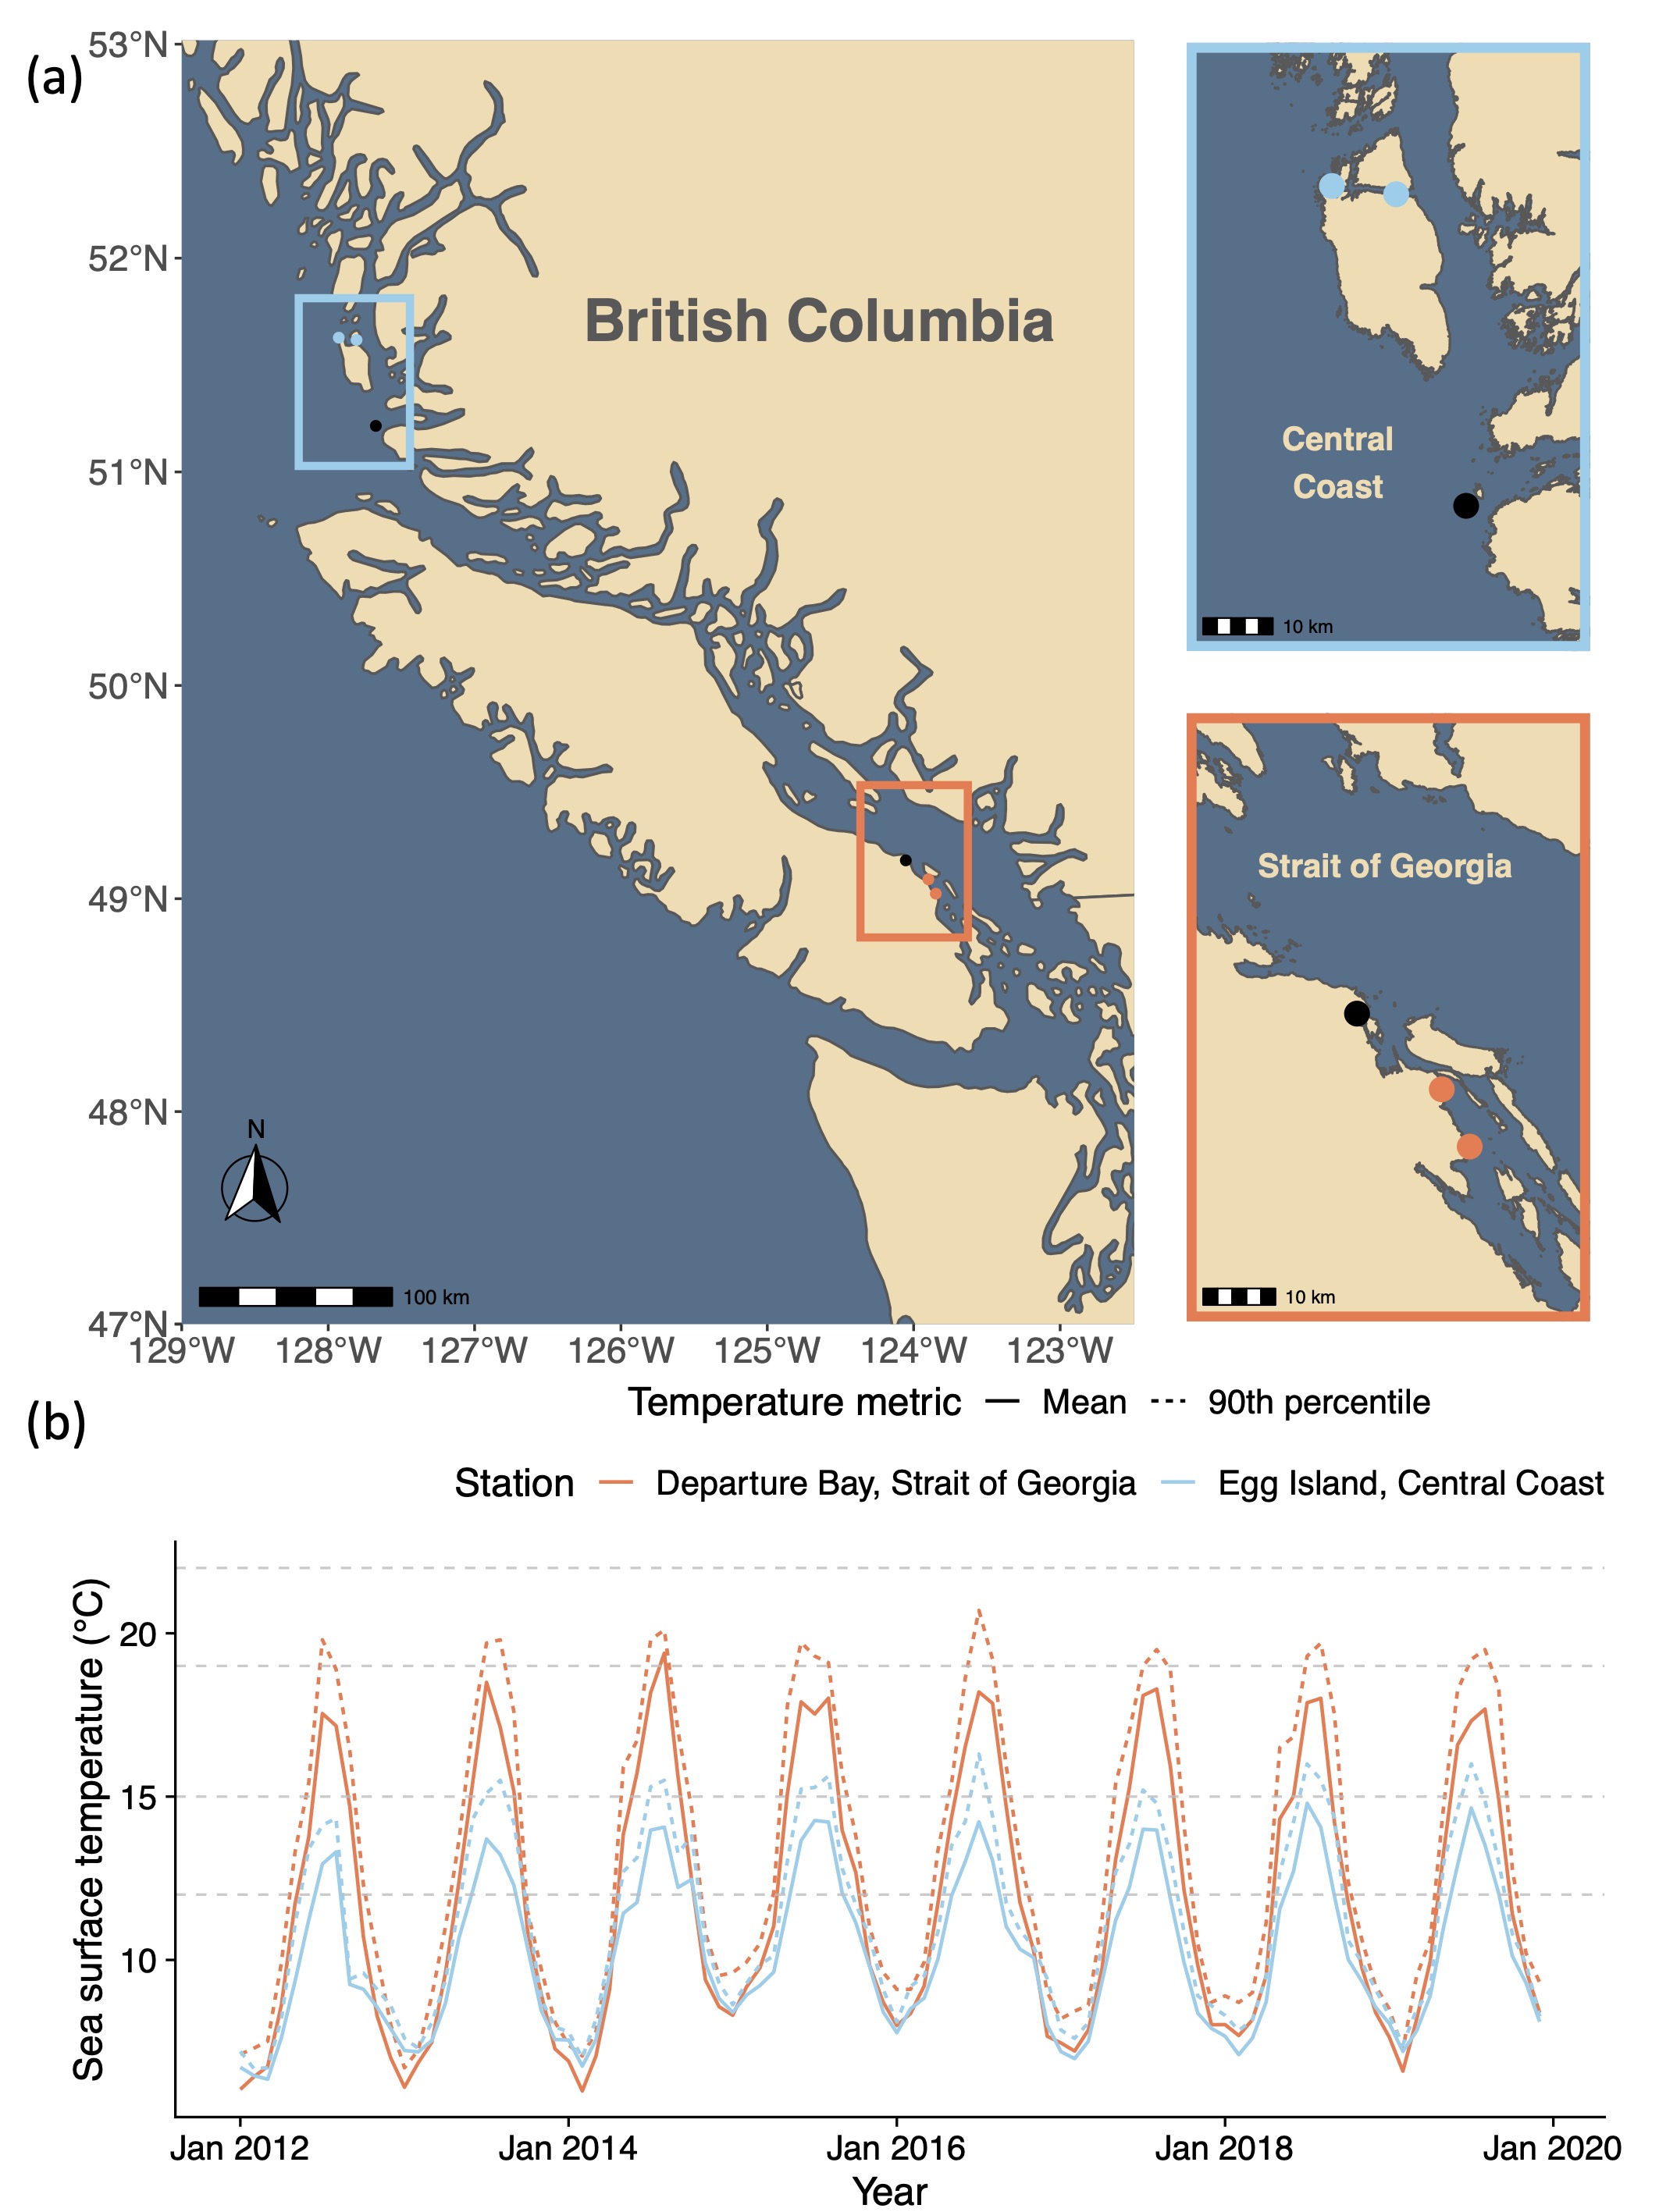 (a)
53°N
52°N
51°N
50°N
49°N
48°N
47°N
129°W 128°W 127°W 126°W 125°W 124°W 123°W
British Columbia
N
100 km
Central
Coast
10 km
Strait of Georgia
10 km
(b)
Temperature metric Mean 90th percentile
Station Departure Bay, Strait of Georgia Egg Island, Central Coast
Sea surface temperature (°C)
20
15
10
Jan 2012 Jan 2014 Jan 2016 Jan 2018 Jan 2020
Year